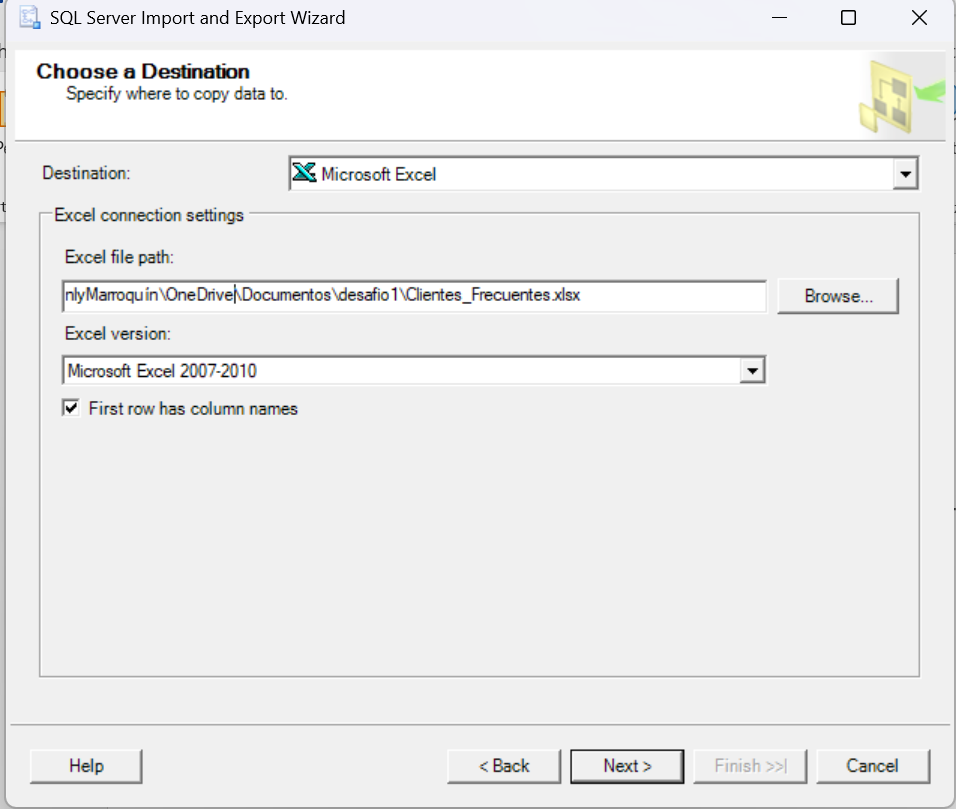 SQL Server Import and Export Wizard
Choose a Destination
Specify where to copy data to.
Destination:
Microsoft Excel
Excel connection settings
Excel file path:
nlyMarroquín\OneDrive\Documentos\desafio1\Clientes_Frecuentes.xlsx
Browse...
Excel version:
Microsoft Excel 2007-2010
First row has column names
Help
< Back
Next >
Finish >>|
Cancel